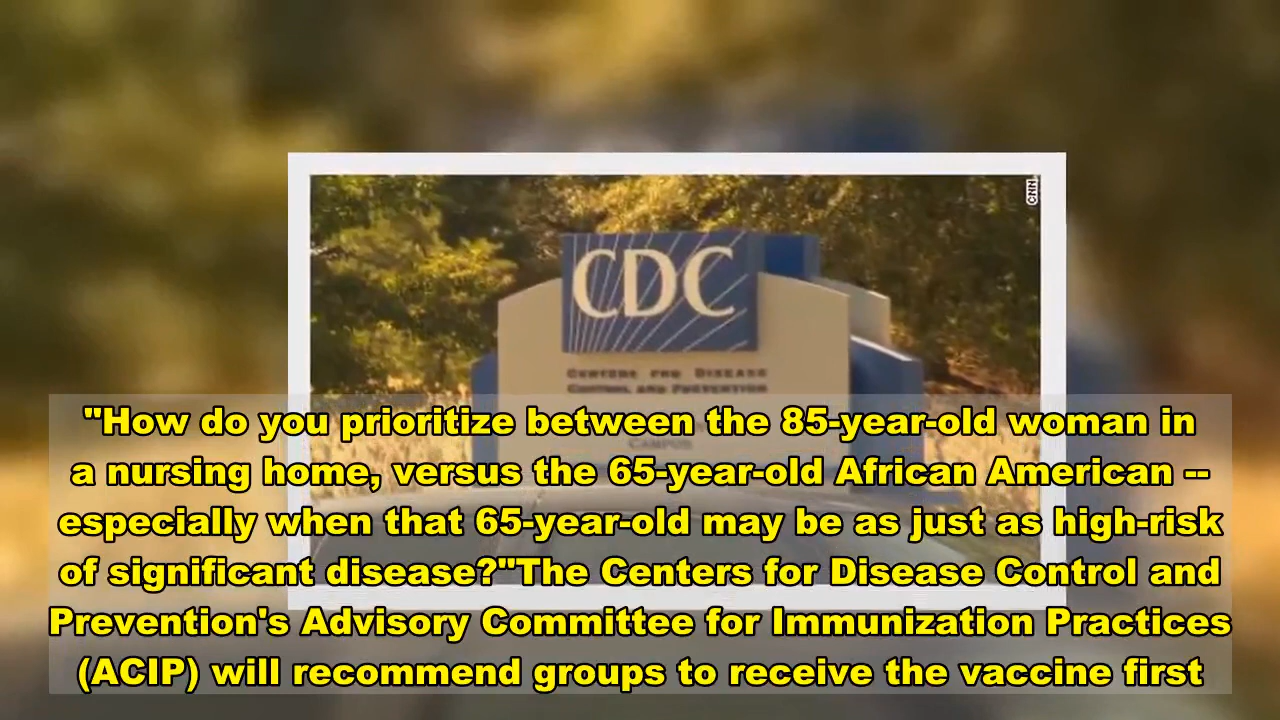 CNN
CDC
CENTERS FOR DISEASE
CONTROL AND PREVENTION
CAMPUS
"How do you prioritize between the 85-year-old woman in
a nursing home, versus the 65-year-old African American --
especially when that 65-year-old may be as just as high-risk
of significant disease?"The Centers for Disease Control and
Prevention's Advisory Committee for Immunization Practices
(ACIP) will recommend groups to receive the vaccine first